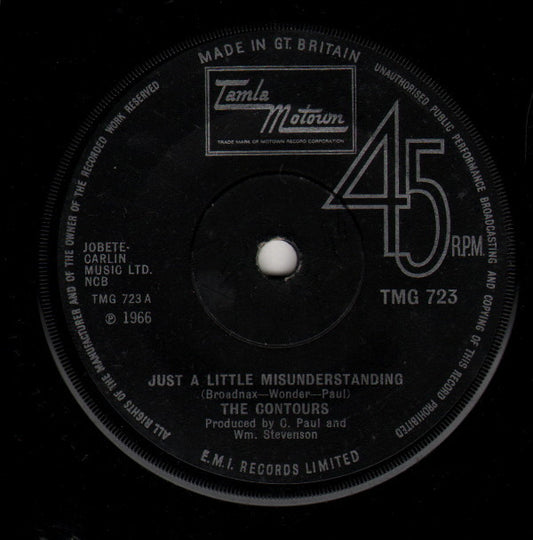 MADE IN GT. BRITAIN
UNAUTHORISED PUBLIC PERFORMANCE BROADCASTING AND COPYING OF THIS RECORD PROHIBITED
ALL RIGHTS OF THE MANUFACTURER AND OF THE OWNER OF THE RECORDED WORK RESERVED
Tamla
Motown
TRADE MARK OF MOTOWN RECORD CORPORATION
45
R.P.M.
JOBETE-
CARLIN
MUSIC LTD.
NCB
TMG 723 A
℗ 1966
TMG 723
JUST A LITTLE MISUNDERSTANDING
(Broadnax—Wonder—Paul)
THE CONTOURS
Produced by C. Paul and
Wm. Stevenson
E.M.I. RECORDS LIMITED